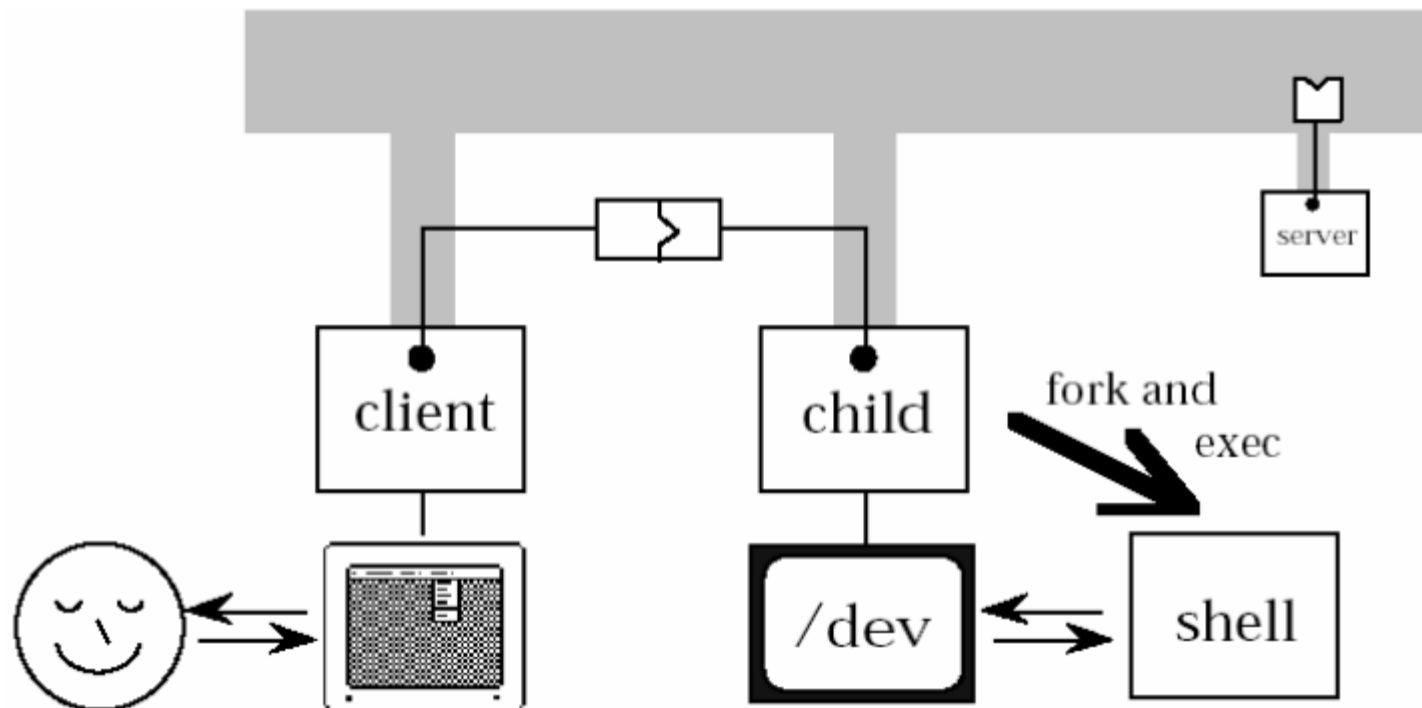 server
client
child
fork and
exec
/dev
shell